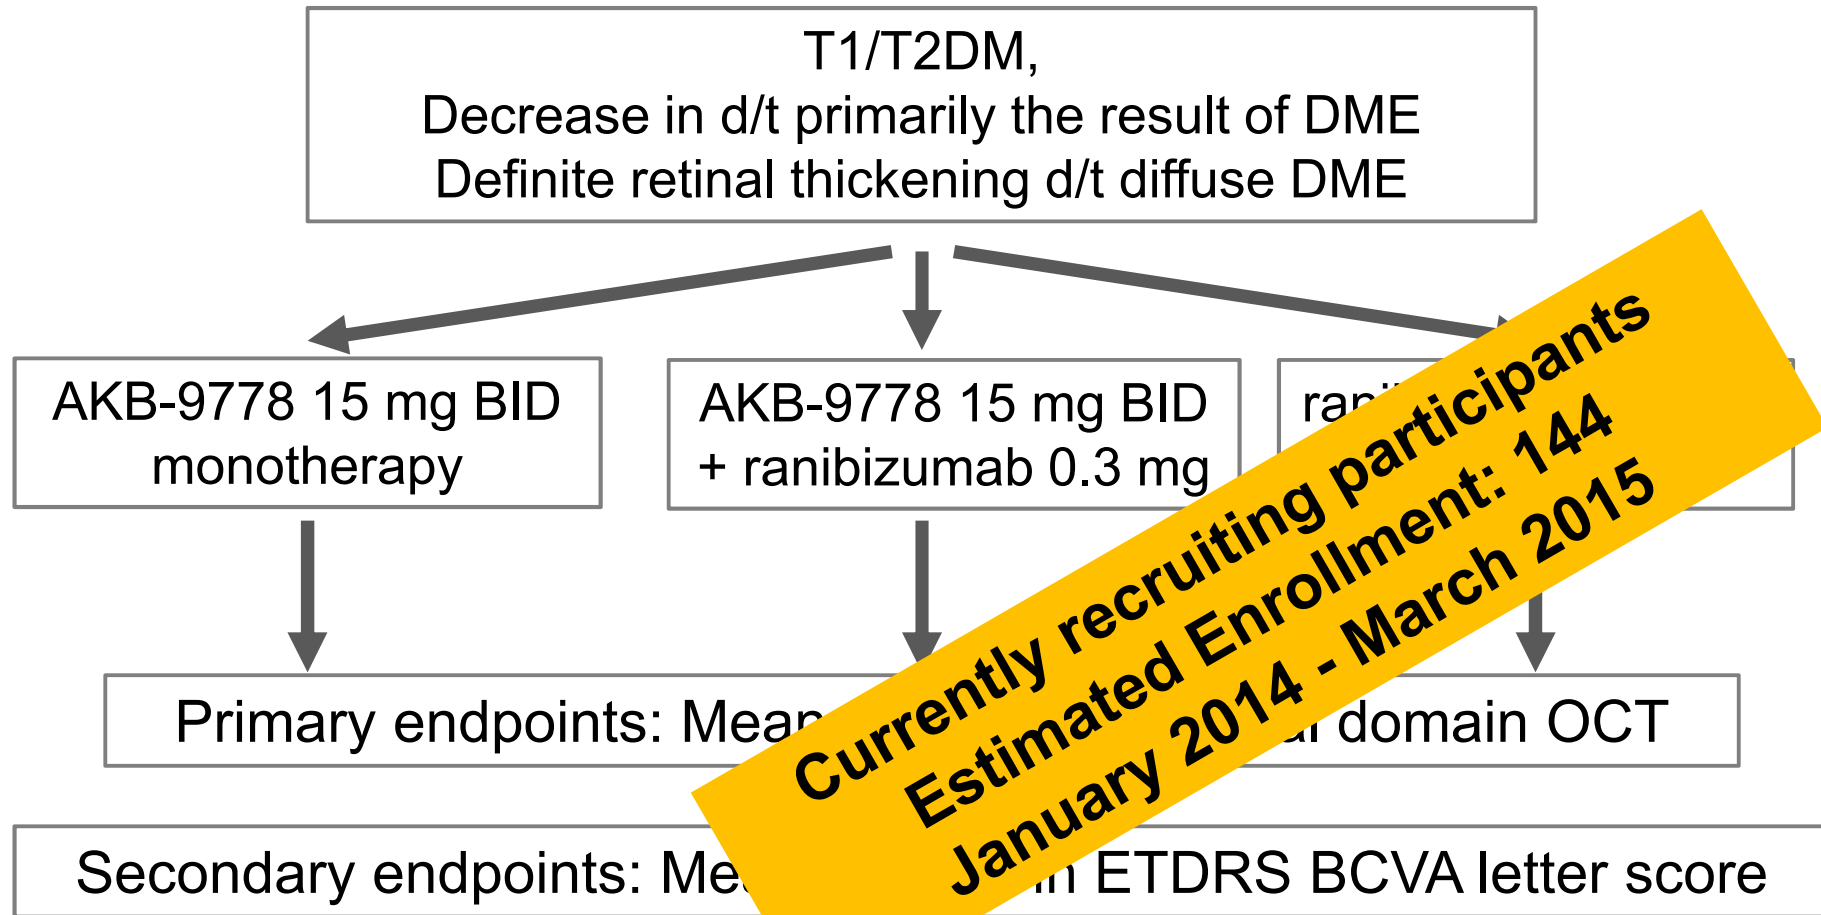 T1/T2DM,
Decrease in d/t primarily the result of DME
Definite retinal thickening d/t diffuse DME
AKB-9778 15 mg BID
monotherapy
AKB-9778 15 mg BID
+ ranibizumab 0.3 mg
Currently recruiting participants
Estimated Enrollment: 144
January 2014 - March 2015
Primary endpoints: Mean domain OCT
Secondary endpoints: in ETDRS BCVA letter score